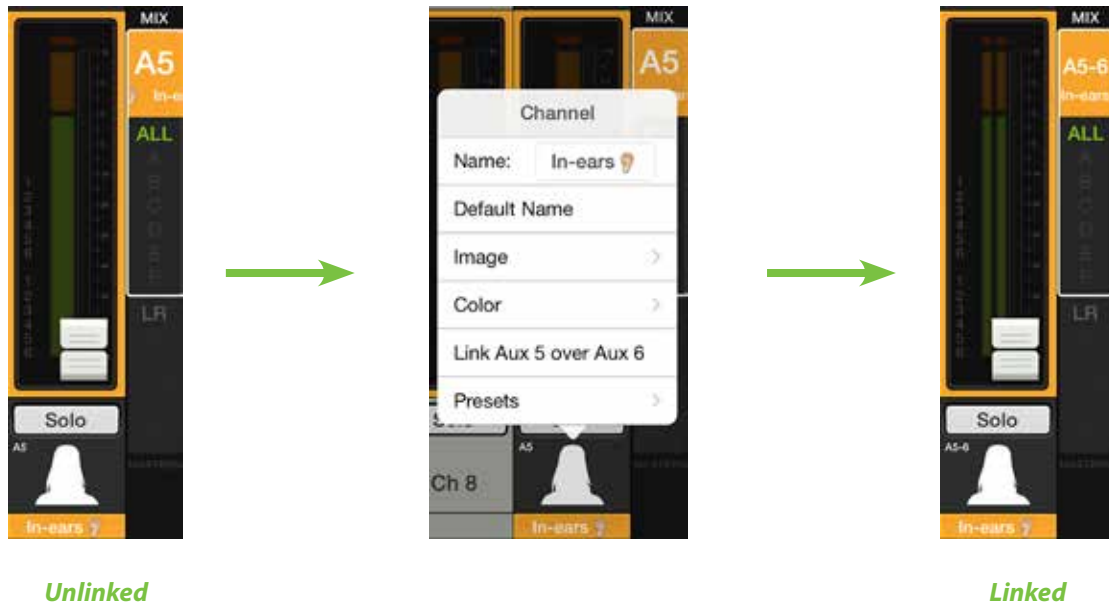 MIX
A5
In-ea
ALL
A
B
C
D
E
LR
Solo
A5
In-ears 👂
MIX
A5
Channel
Name: In-ears 👂
Default Name
Image >
Color >
Link Aux 5 over Aux 6
Presets >
A5
Ch 8
In-ears 👂
MIX
A5-6
In-ears
ALL
A
B
C
D
E
LR
Solo
A5-6
In-ears 👂
Unlinked
Linked